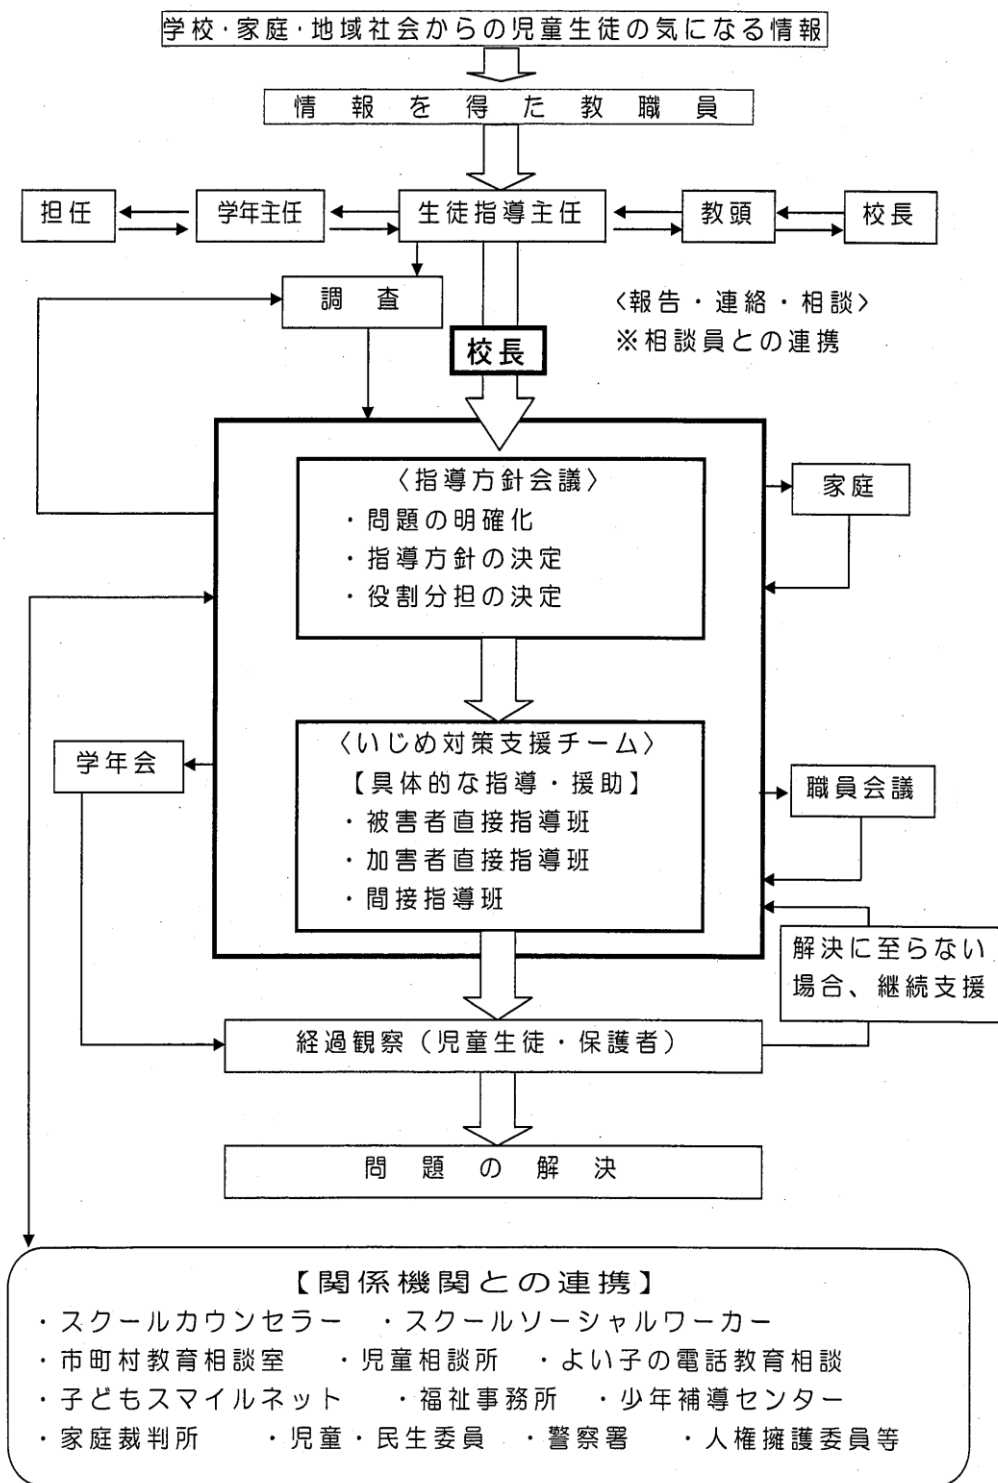 学校・家庭・地域社会からの児童生徒の気になる情報
情報を得た教職員
担任 学年主任 生徒指導主任 教頭 校長
調査
〈報告・連絡・相談〉
※相談員との連携
校長
〈指導方針会議〉
・問題の明確化
・指導方針の決定
・役割分担の決定
家庭
〈いじめ対策支援チーム〉
【具体的な指導・援助】
・被害者直接指導班
・加害者直接指導班
・間接指導班
学年会
職員会議
解決に至らない
場合、継続支援
経過観察（児童生徒・保護者）
問題の解決
【関係機関との連携】
・スクールカウンセラー ・スクールソーシャルワーカー
・市町村教育相談室 ・児童相談所 ・よい子の電話教育相談
・子どもスマイルネット ・福祉事務所 ・少年補導センター
・家庭裁判所 ・児童・民生委員 ・警察署 ・人権擁護委員等